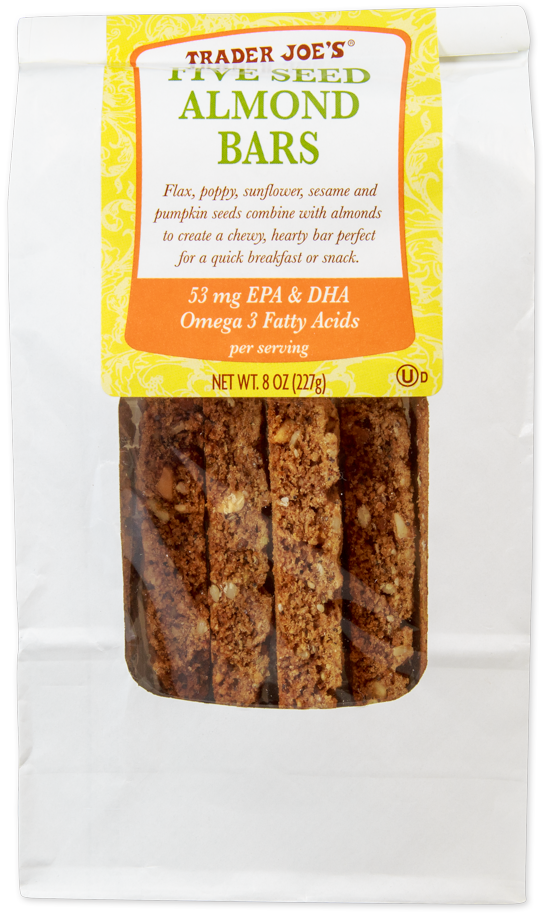 TRADER JOE'S®
FIVE SEED
ALMOND
BARS
Flax, poppy, sunflower, sesame and
pumpkin seeds combine with almonds
to create a chewy, hearty bar perfect
for a quick breakfast or snack.
53 mg EPA & DHA
Omega 3 Fatty Acids
per serving
NET WT. 8 OZ (227g)
U D